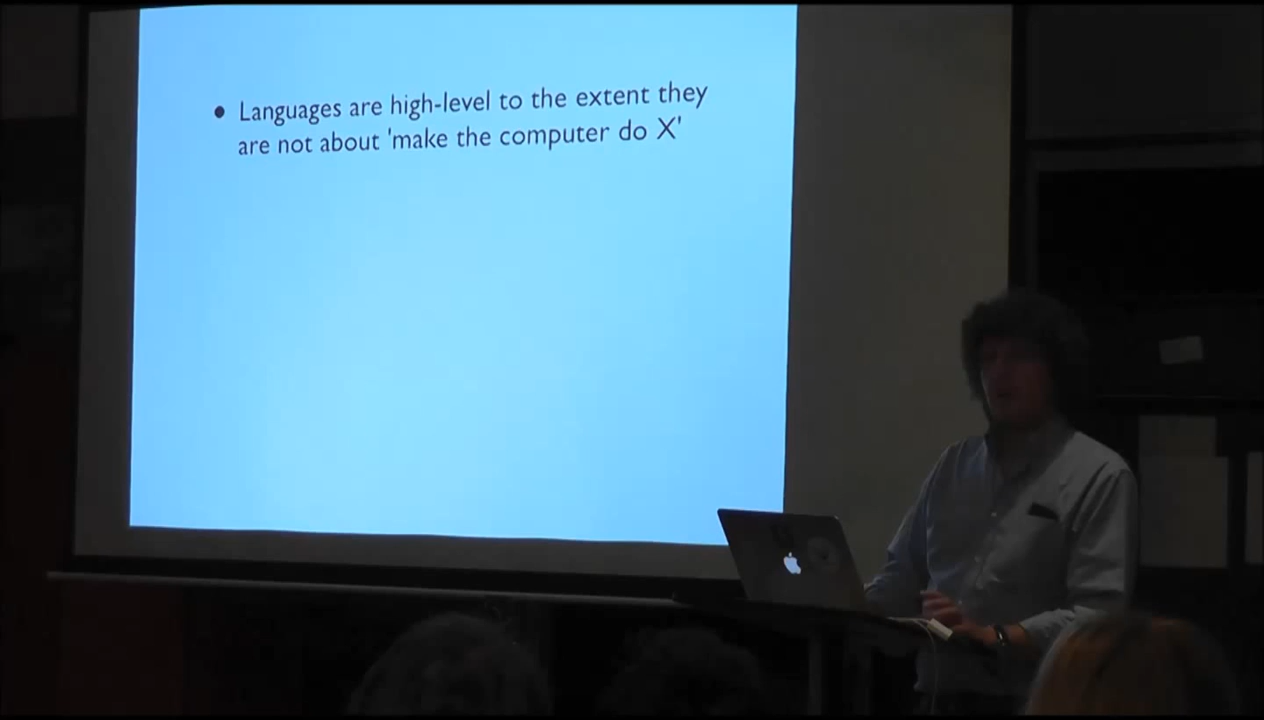 • Languages are high-level to the extent they
are not about 'make the computer do X'